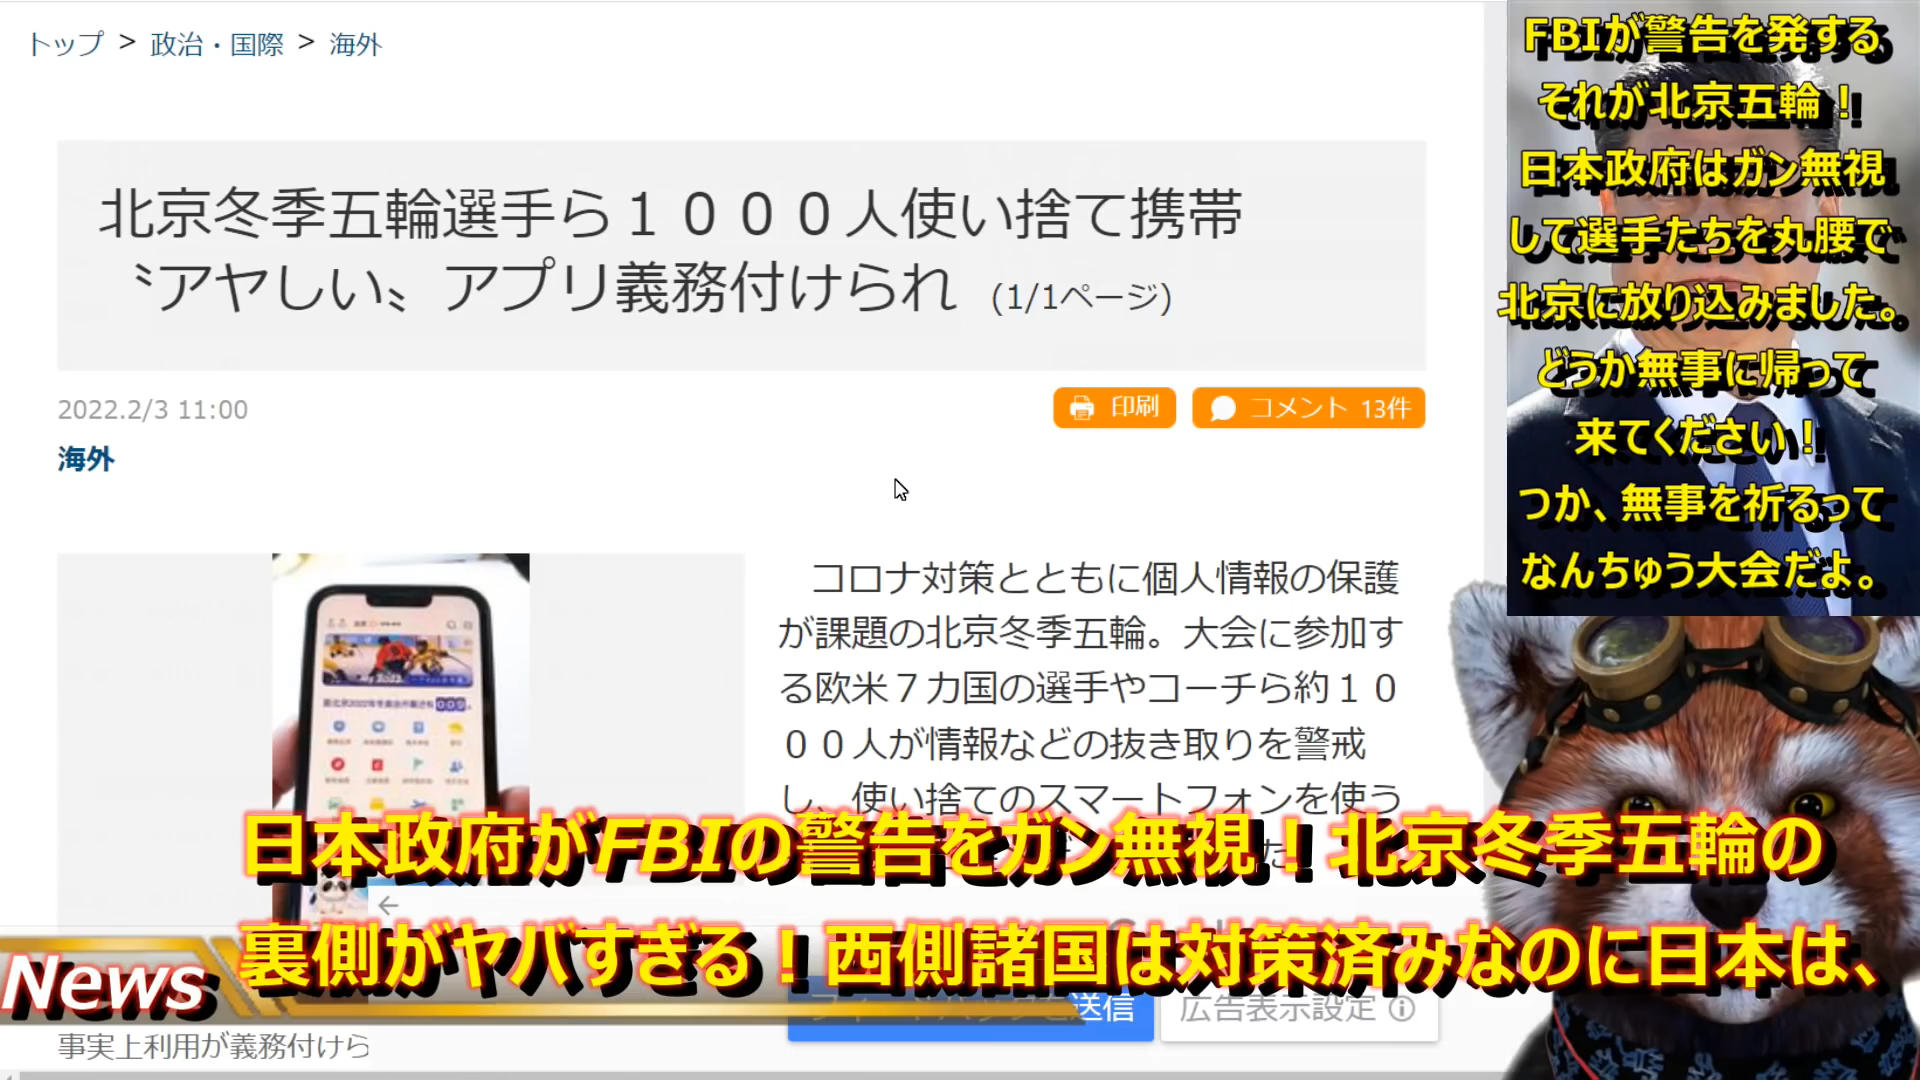 トップ > 政治・国際 > 海外
北京冬季五輪選手ら１０００人使い捨て携帯
〝アヤしい〟アプリ義務付けられ (1/1ページ)
2022.2/3 11:00
印刷
コメント 13件
海外
コロナ対策とともに個人情報の保護
が課題の北京冬季五輪。大会に参加す
る欧米７カ国の選手やコーチら約１０
００人が情報などの抜き取りを警戒
し、使い捨てのスマートフォンを使う
My 2022
FBIが警告を発する
それが北京五輪！
日本政府はガン無視
して選手たちを丸腰で
北京に放り込みました。
どうか無事に帰って
来てください！
つか、無事を祈るって
なんちゅう大会だよ。
日本政府がFBIの警告をガン無視！北京冬季五輪の
裏側がヤバすぎる！西側諸国は対策済みなのに日本は、
News
送信
広告表示設定
事実上利用が義務付けら